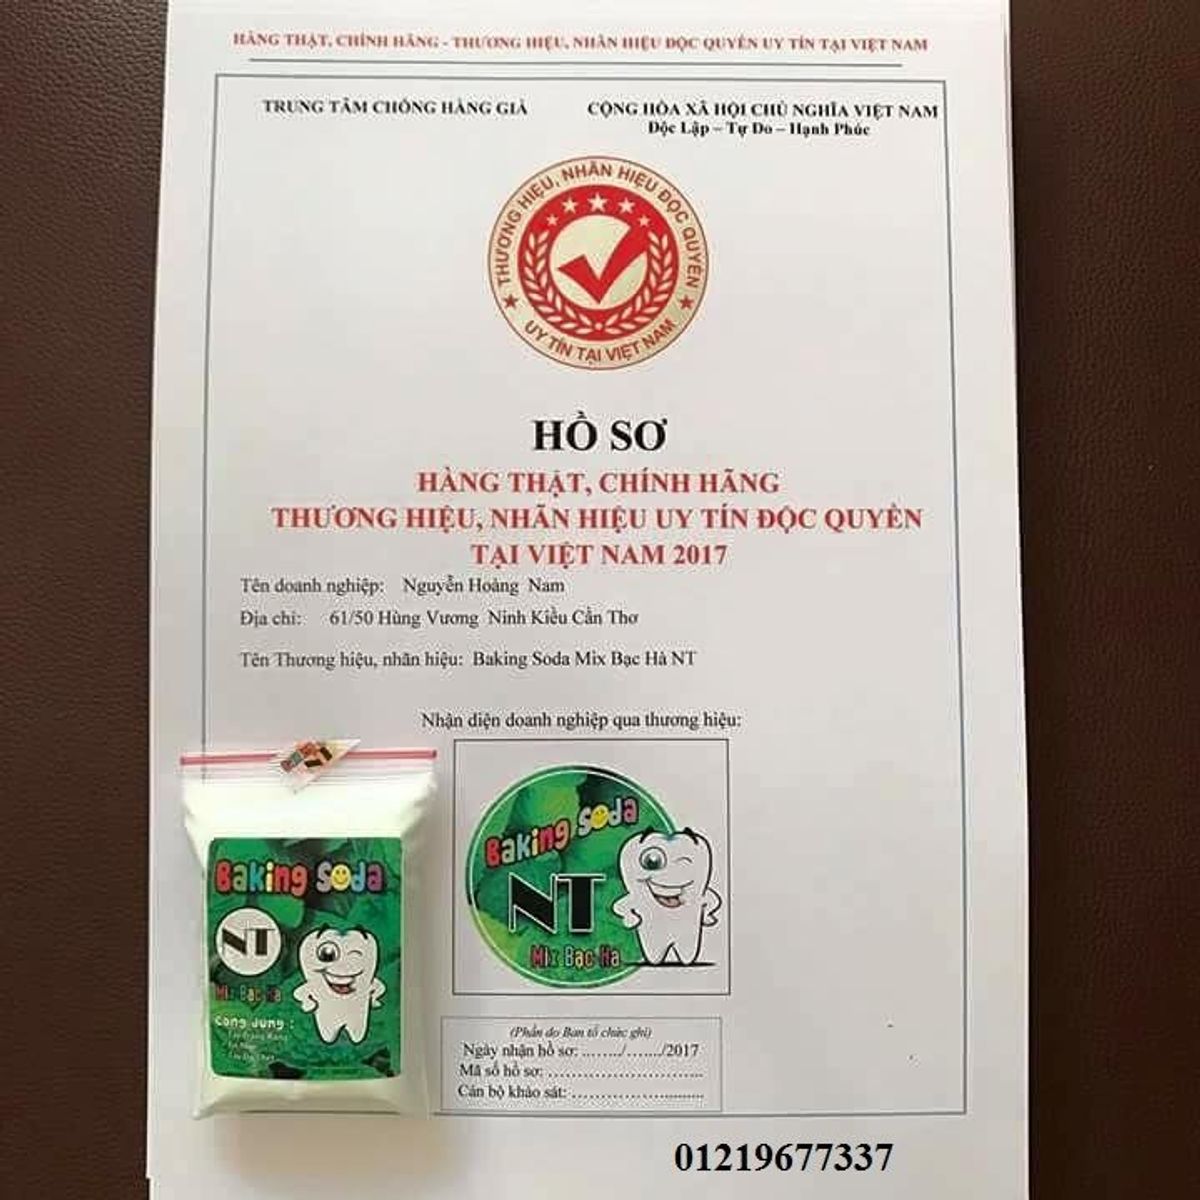 HÀNG THẬT, CHÍNH HÃNG - THƯƠNG HIỆU, NHÃN HIỆU ĐỘC QUYỀN UY TÍN TẠI VIỆT NAM
TRUNG TÂM CHỐNG HÀNG GIẢ
CỘNG HÒA XÃ HỘI CHỦ NGHĨA VIỆT NAM
Độc Lập – Tự Do – Hạnh Phúc
THƯƠNG HIỆU, NHÃN HIỆU ĐỘC QUYỀN
UY TÍN TẠI VIỆT NAM
HỒ SƠ
HÀNG THẬT, CHÍNH HÃNG
THƯƠNG HIỆU, NHÃN HIỆU UY TÍN ĐỘC QUYỀN
TẠI VIỆT NAM 2017
Tên doanh nghiệp: Nguyễn Hoàng Nam
Địa chỉ: 61/50 Hùng Vương Ninh Kiều Cần Thơ
Tên Thương hiệu, nhãn hiệu: Baking Soda Mix Bạc Hà NT
Nhận diện doanh nghiệp qua thương hiệu:
Baking Soda
NT
Mix Bạc Hà
Baking Soda
NT
Mix Bạc Hà
Công dụng :
(Phần do Ban tổ chức ghi)
Ngày nhận hồ sơ: ......../......../2017
Mã số hồ sơ: ............................
Cán bộ khảo sát: ............................
01219677337